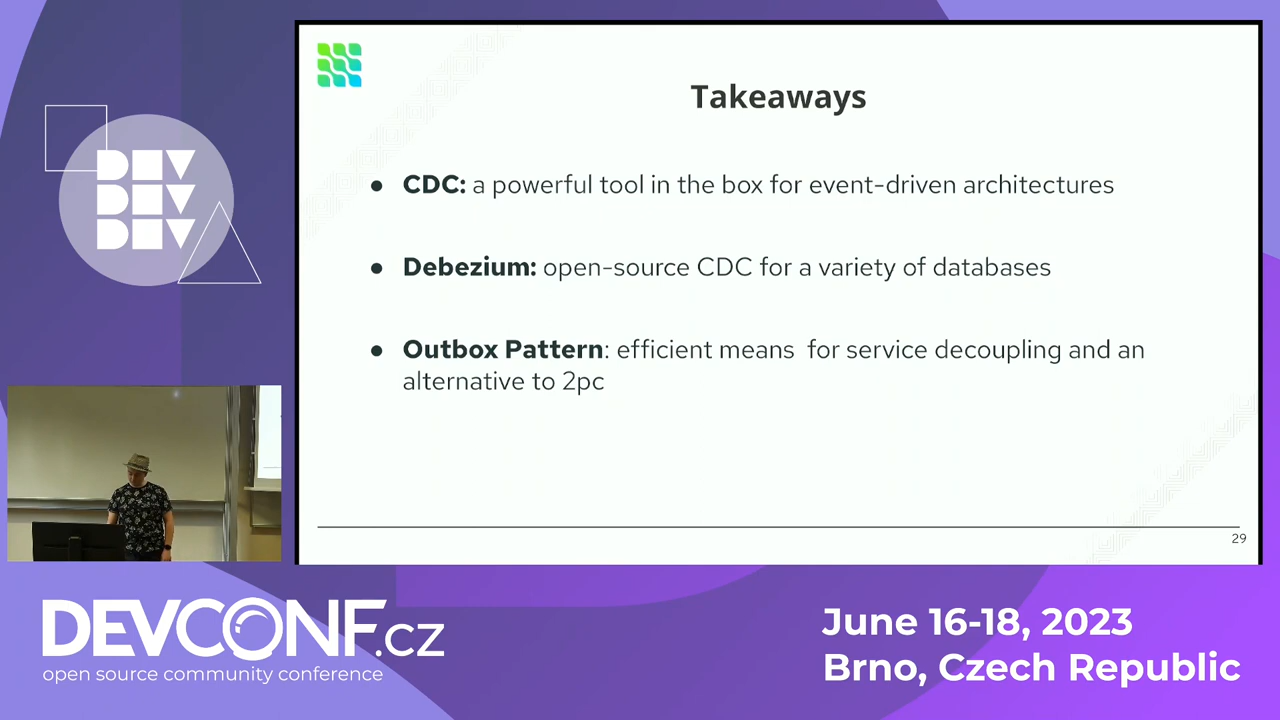 DEV
DEV
DEV
Takeaways
● CDC: a powerful tool in the box for event-driven architectures
● Debezium: open-source CDC for a variety of databases
● Outbox Pattern: efficient means  for service decoupling and an
alternative to 2pc
29
DEVCONF.cz
open source community conference
June 16-18, 2023
Brno, Czech Republic